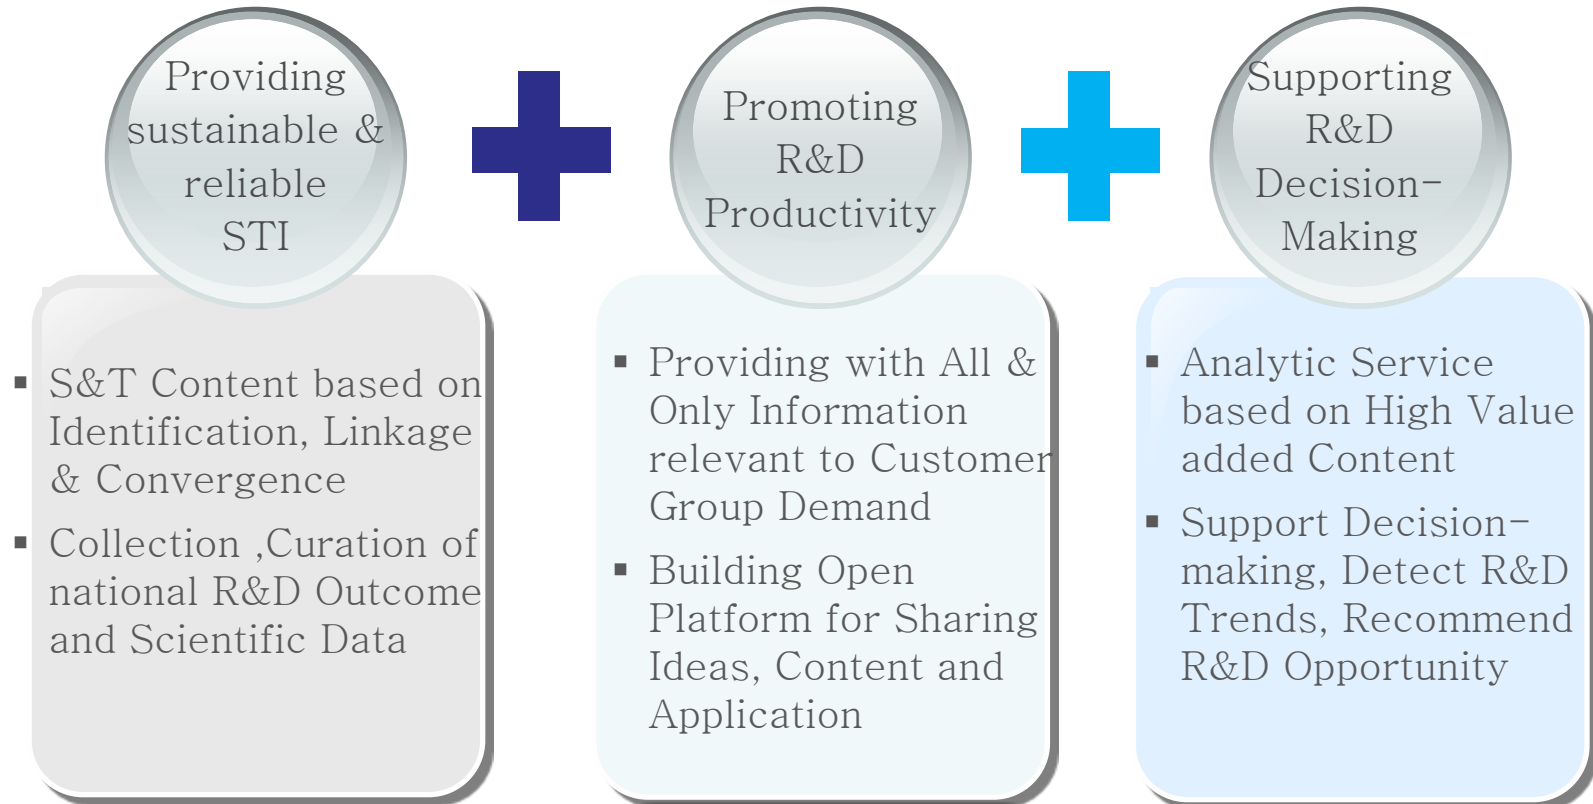 Providing
sustainable &
reliable
STI
Promoting
R&D
Productivity
Supporting
R&D
Decision-
Making
▪ S&T Content based on
Identification, Linkage
& Convergence
▪ Collection ,Curation of
national R&D Outcome
and Scientific Data
▪ Providing with All &
Only Information
relevant to Customer
Group Demand
▪ Building Open
Platform for Sharing
Ideas, Content and
Application
▪ Analytic Service
based on High Value
added Content
▪ Support Decision-
making, Detect R&D
Trends, Recommend
R&D Opportunity